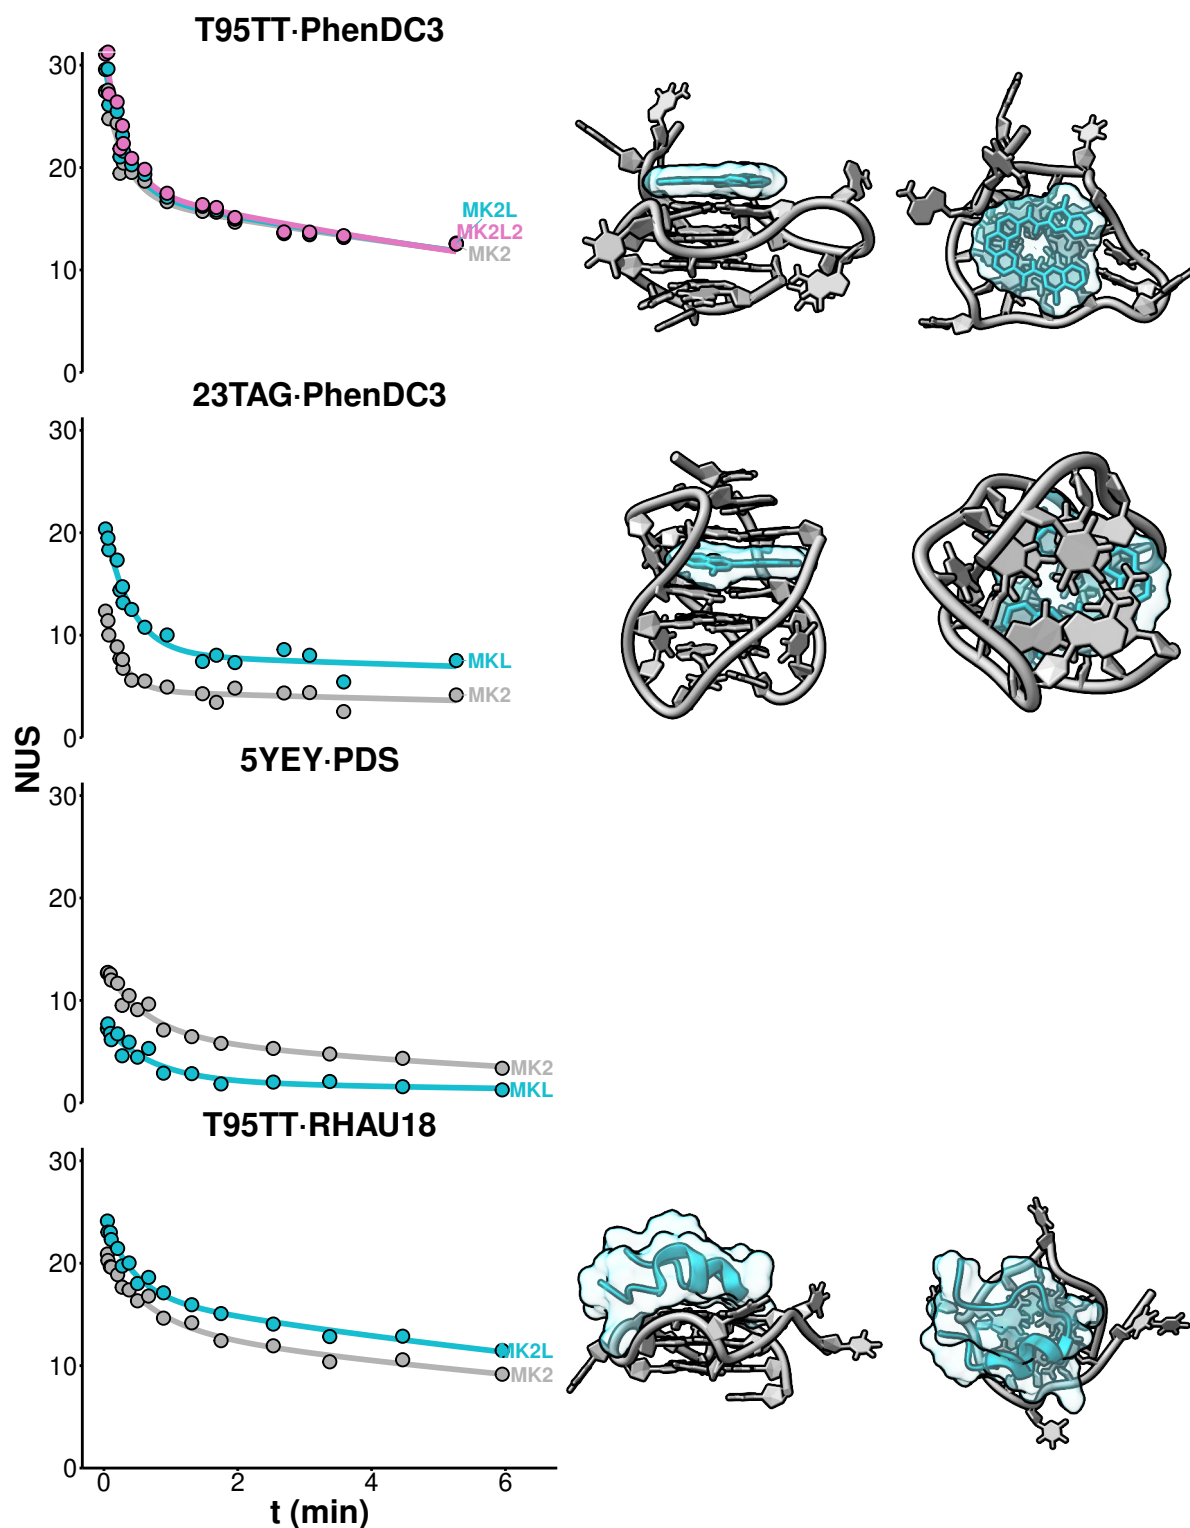 T95TT·PhenDC3
30
20
10
0
MK2L
MK2L2
MK2
23TAG·PhenDC3
30
20
10
0
MKL
MK2
NUS
5YEY·PDS
30
20
10
0
MK2
MKL
T95TT·RHAU18
30
20
10
0
MK2L
MK2
0 2 4 6
t (min)